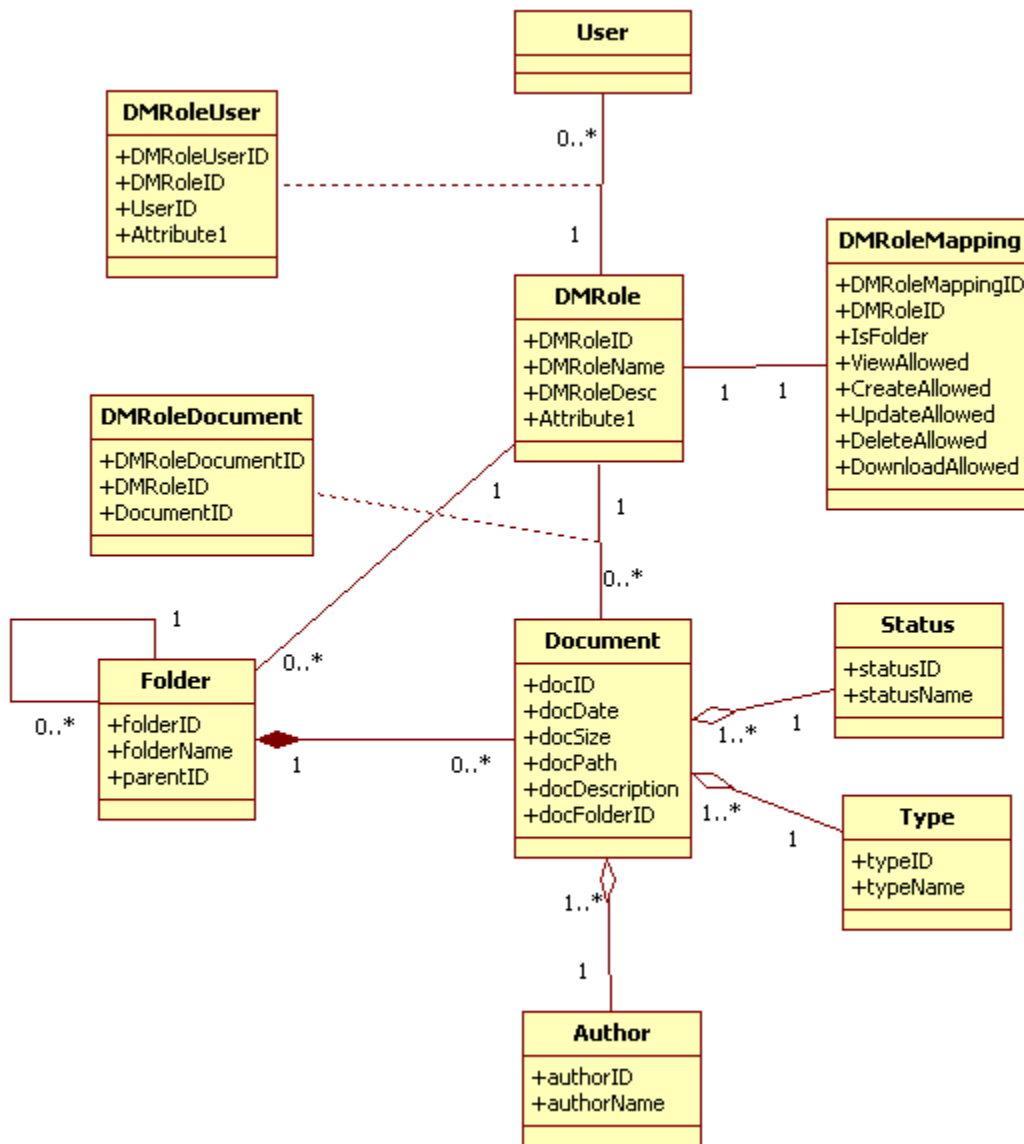 User
0..*
DMRoleUser
+DMRoleUserID
+DMRoleID
+UserID
+Attribute1
1
DMRole
+DMRoleID
+DMRoleName
+DMRoleDesc
+Attribute1
DMRoleMapping
+DMRoleMappingID
+DMRoleID
+IsFolder
+ViewAllowed
+CreateAllowed
+UpdateAllowed
+DeleteAllowed
+DownloadAllowed
1
1
DMRoleDocument
+DMRoleDocumentID
+DMRoleID
+DocumentID
1
1
0..*
0..*
1
0..*
Folder
+folderID
+folderName
+parentID
1
0..*
Document
+docID
+docDate
+docSize
+docPath
+docDescription
+docFolderID
Status
+statusID
+statusName
1..*
1
1..*
1
Type
+typeID
+typeName
1..*
1
Author
+authorID
+authorName